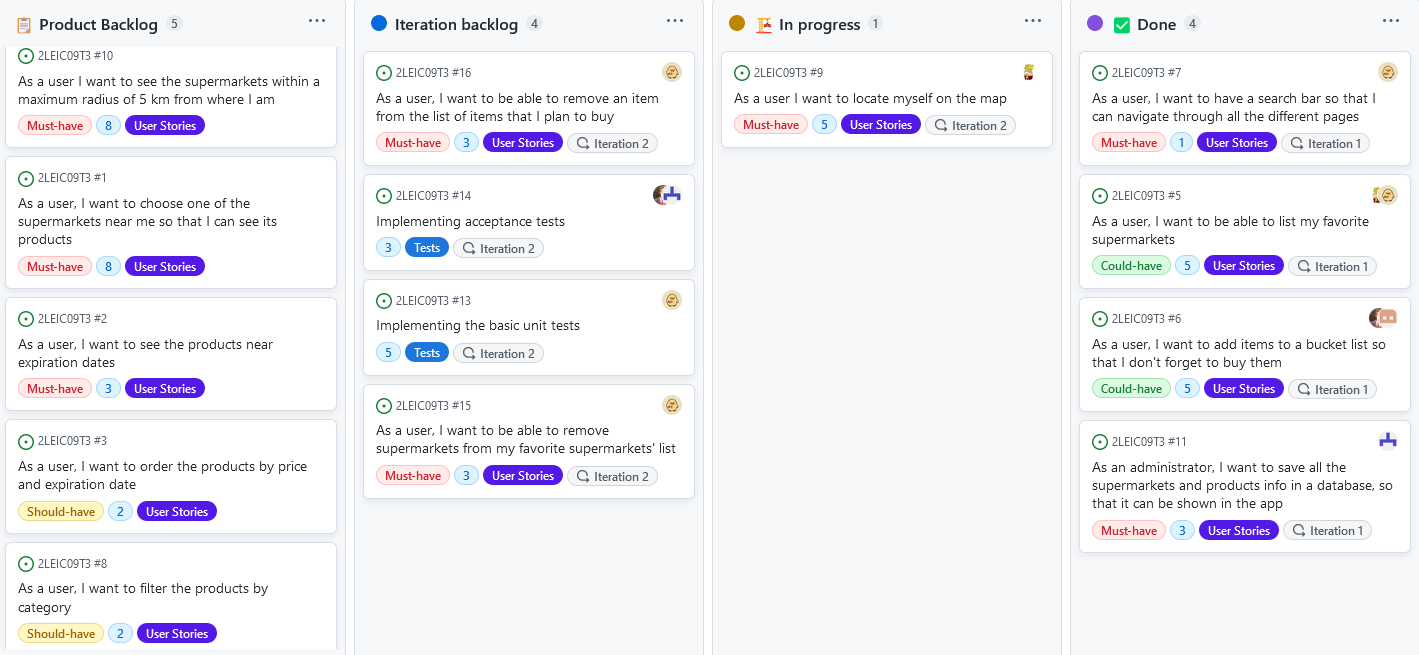 Product Backlog 5
2LEIC09T3 #10
As a user I want to see the supermarkets within a
maximum radius of 5 km from where I am
Must-have 8 User Stories
2LEIC09T3 #1
As a user, I want to choose one of the
supermarkets near me so that I can see its
products
Must-have 8 User Stories
2LEIC09T3 #2
As a user, I want to see the products near
expiration dates
Must-have 3 User Stories
2LEIC09T3 #3
As a user, I want to order the products by price
and expiration date
Should-have 2 User Stories
2LEIC09T3 #8
As a user, I want to filter the products by
category
Should-have 2 User Stories
Iteration backlog 4
2LEIC09T3 #16
As a user, I want to be able to remove an item
from the list of items that I plan to buy
Must-have 3 User Stories Iteration 2
2LEIC09T3 #14
Implementing acceptance tests
3 Tests Iteration 2
2LEIC09T3 #13
Implementing the basic unit tests
5 Tests Iteration 2
2LEIC09T3 #15
As a user, I want to be able to remove
supermarkets from my favorite supermarkets' list
Must-have 3 User Stories Iteration 2
In progress 1
2LEIC09T3 #9
As a user I want to locate myself on the map
Must-have 5 User Stories Iteration 2
Done 4
2LEIC09T3 #7
As a user, I want to have a search bar so that I
can navigate through all the different pages
Must-have 1 User Stories Iteration 1
2LEIC09T3 #5
As a user, I want to be able to list my favorite
supermarkets
Could-have 5 User Stories Iteration 1
2LEIC09T3 #6
As a user, I want to add items to a bucket list so
that I don't forget to buy them
Could-have 5 User Stories Iteration 1
2LEIC09T3 #11
As an administrator, I want to save all the
supermarkets and products info in a database, so
that it can be shown in the app
Must-have 3 User Stories Iteration 1